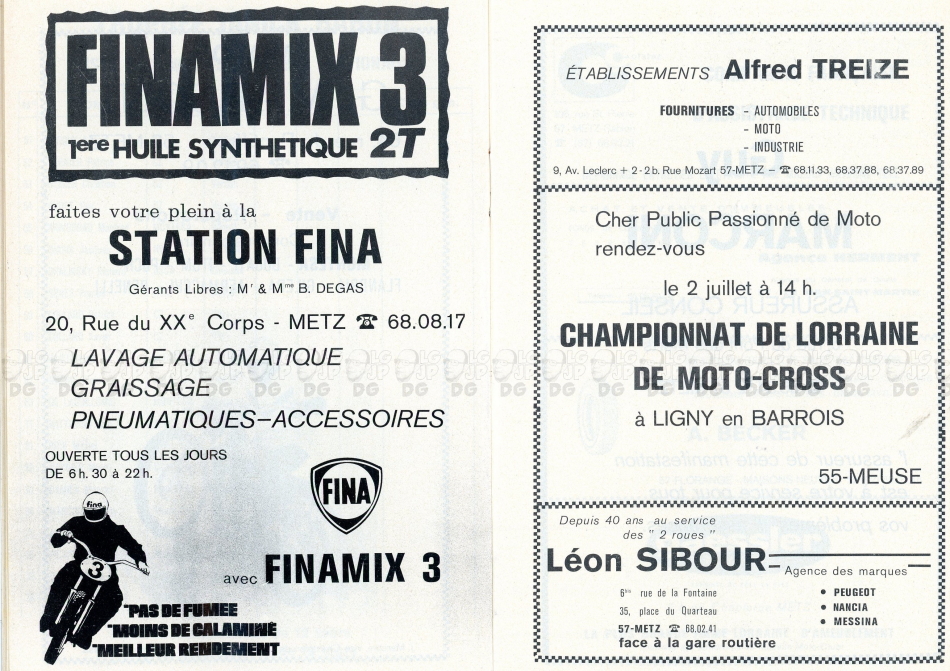 FINAMIX 3
1ere HUILE SYNTHETIQUE 2T
faites votre plein à la
STATION FINA
Gérants Libres : Mr & Mme B. DEGAS
20, Rue du XXe Corps - METZ ☎ 68.08.17
LAVAGE AUTOMATIQUE
GRAISSAGE
PNEUMATIQUES–ACCESSOIRES
OUVERTE TOUS LES JOURS
DE 6 h. 30 à 22 h.
FINA
fina
3
avec FINAMIX 3
"PAS DE FUMEE
"MOINS DE CALAMINE
"MEILLEUR RENDEMENT
ÉTABLISSEMENTS Alfred TREIZE
FOURNITURES - AUTOMOBILES
- MOTO
- INDUSTRIE
9, Av. Leclerc + 2-2 b. Rue Mozart 57-METZ - ☎ 68.11.33, 68.37.88, 68.37.89
Cher Public Passionné de Moto
rendez-vous
le 2 juillet à 14 h.
CHAMPIONNAT DE LORRAINE
DE MOTO-CROSS
à LIGNY en BARROIS
55-MEUSE
Depuis 40 ans au service
des " 2 roues "
Léon SIBOUR
Agence des marques
6bis rue de la Fontaine
35, place du Quarteau
57-METZ ☎ 68.02.41
face à la gare routière
• PEUGEOT
• NANCIA
• MESSINA